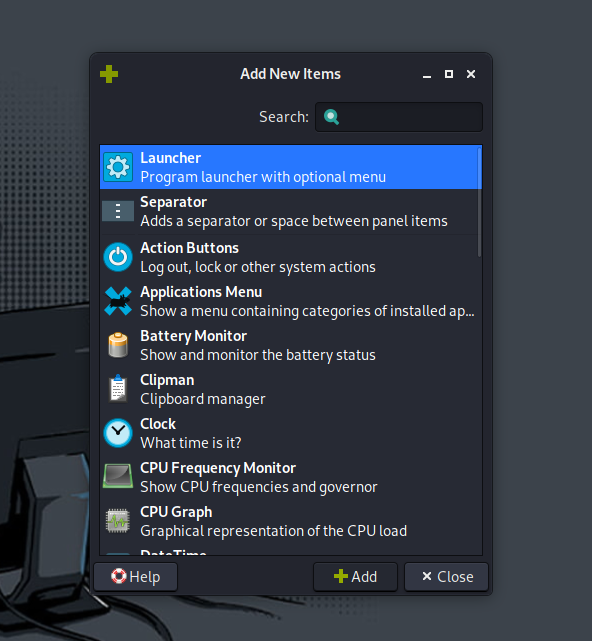 Add New Items
Search:
Launcher
Program launcher with optional menu
Separator
Adds a separator or space between panel items
Action Buttons
Log out, lock or other system actions
Applications Menu
Show a menu containing categories of installed ap...
Battery Monitor
Show and monitor the battery status
Clipman
Clipboard manager
Clock
What time is it?
CPU Frequency Monitor
Show CPU frequencies and governor
CPU Graph
Graphical representation of the CPU load
DateTime
Help
Add
Close